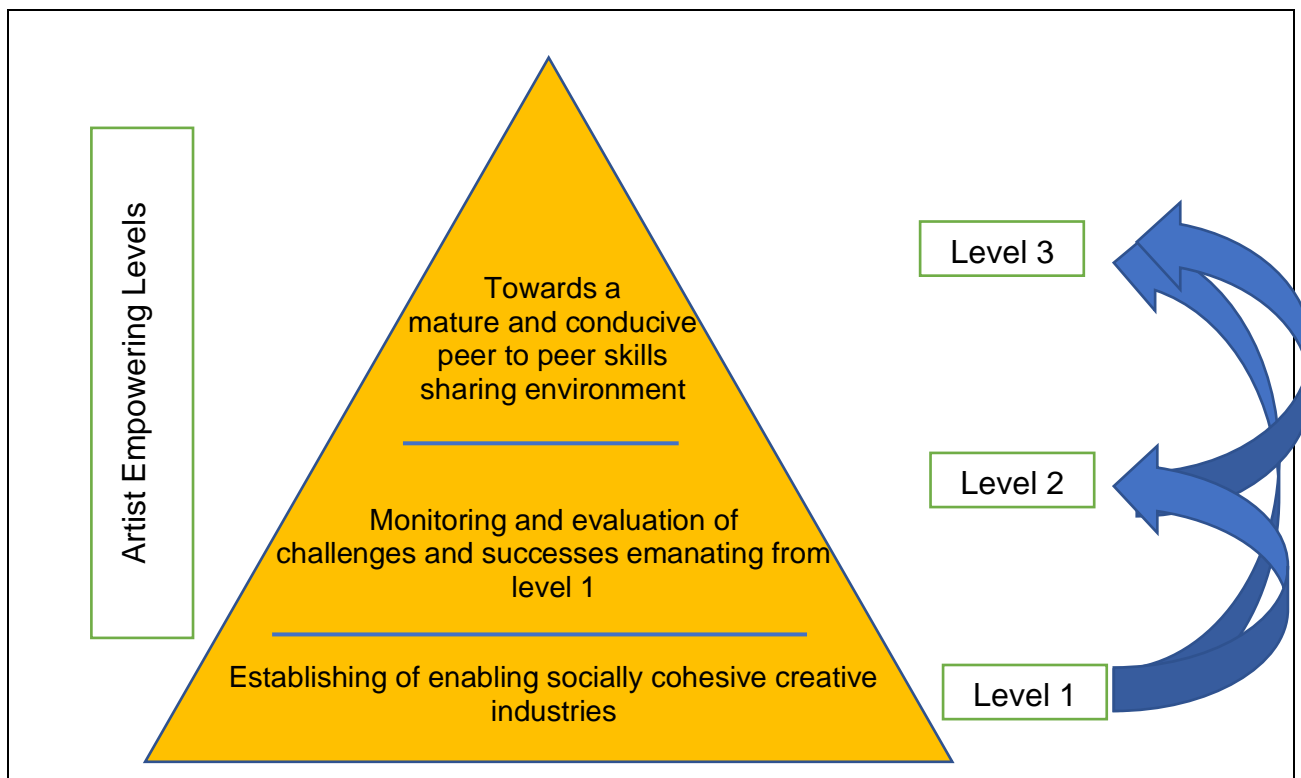 Artist Empowering Levels
Towards a
mature and conducive
peer to peer skills
sharing environment
Level 3
Monitoring and evaluation of
challenges and successes emanating from
level 1
Level 2
Establishing of enabling socially cohesive creative
industries
Level 1